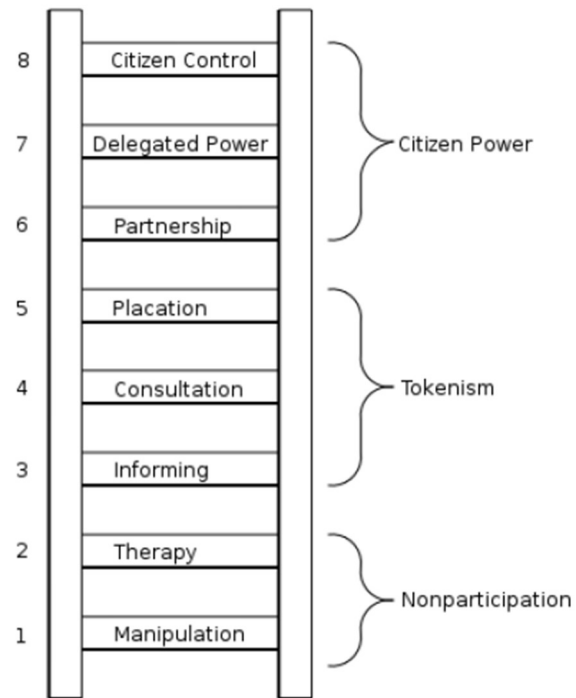 8 Citizen Control
7 Delegated Power
Citizen Power
6 Partnership
5 Placation
4 Consultation
Tokenism
3 Informing
2 Therapy
Nonparticipation
1 Manipulation